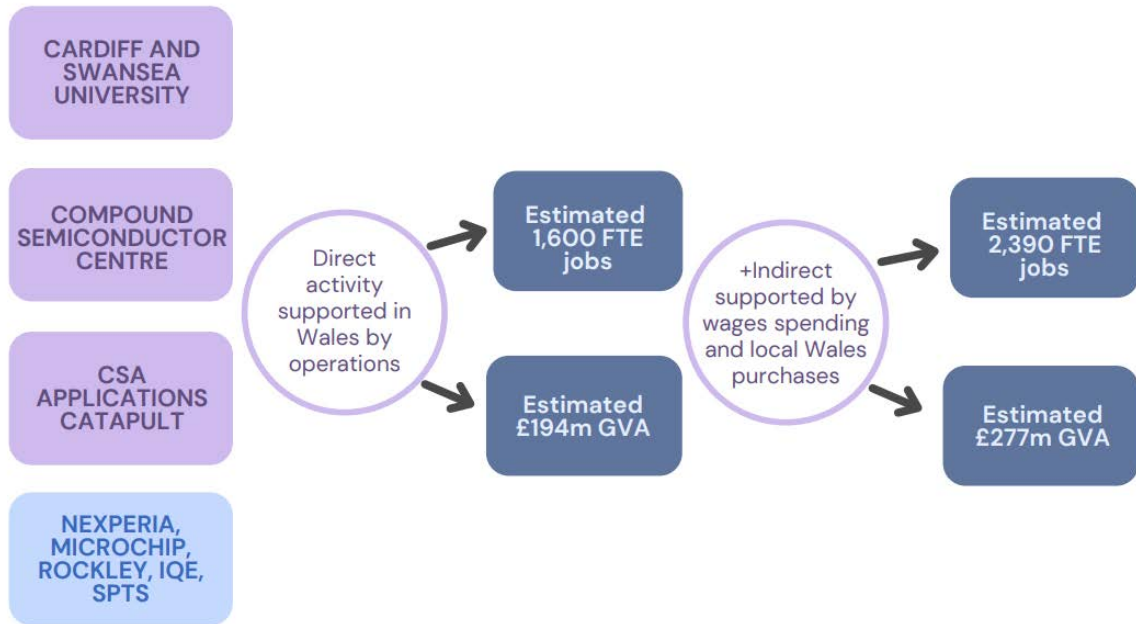 CARDIFF AND
SWANSEA
UNIVERSITY
COMPOUND
SEMICONDUCTOR
CENTRE
CSA
APPLICATIONS
CATAPULT
NEXPERIA,
MICROCHIP,
ROCKLEY, IQE,
SPTS
Direct
activity
supported in
Wales by
operations
Estimated
1,600 FTE
jobs
Estimated
£194m GVA
+Indirect
supported by
wages spending
and local Wales
purchases
Estimated
2,390 FTE
jobs
Estimated
£277m GVA